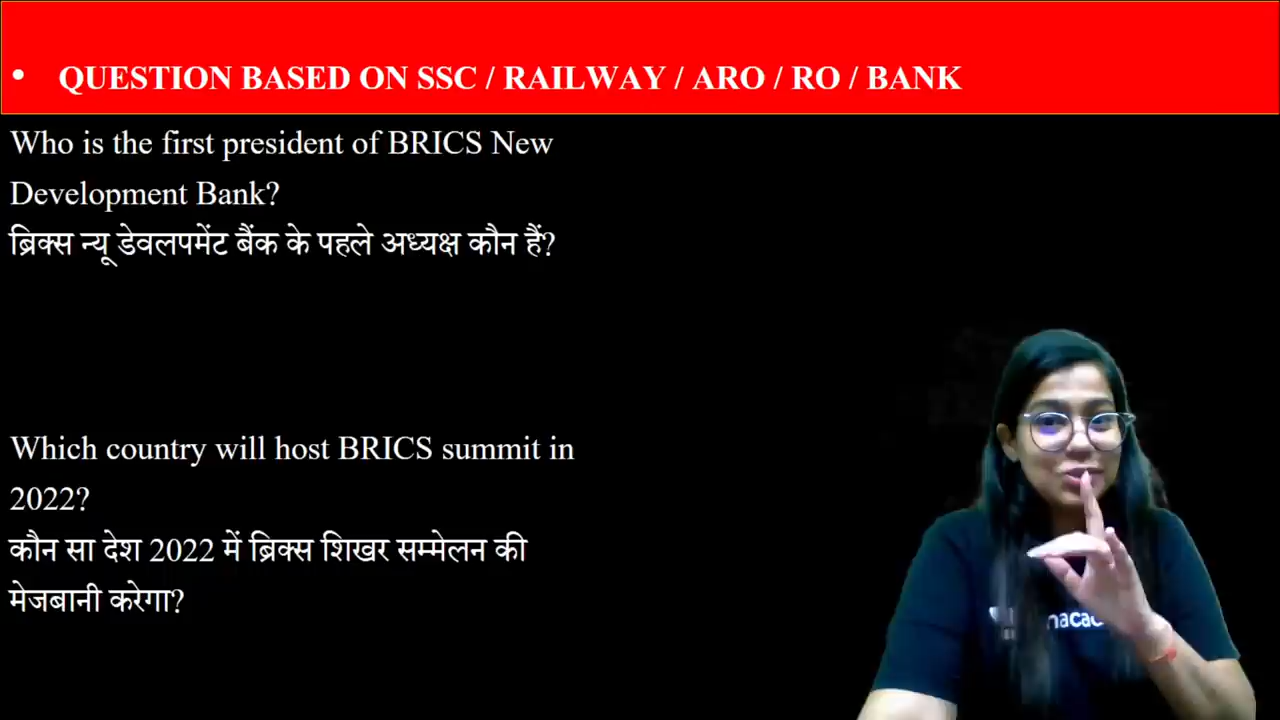 • QUESTION BASED ON SSC / RAILWAY / ARO / RO / BANK
Who is the first president of BRICS New
Development Bank?
ब्रिक्स न्यू डेवलपमेंट बैंक के पहले अध्यक्ष कौन हैं?
Which country will host BRICS summit in
2022?
कौन सा देश 2022 में ब्रिक्स शिखर सम्मेलन की
मेजबानी करेगा?